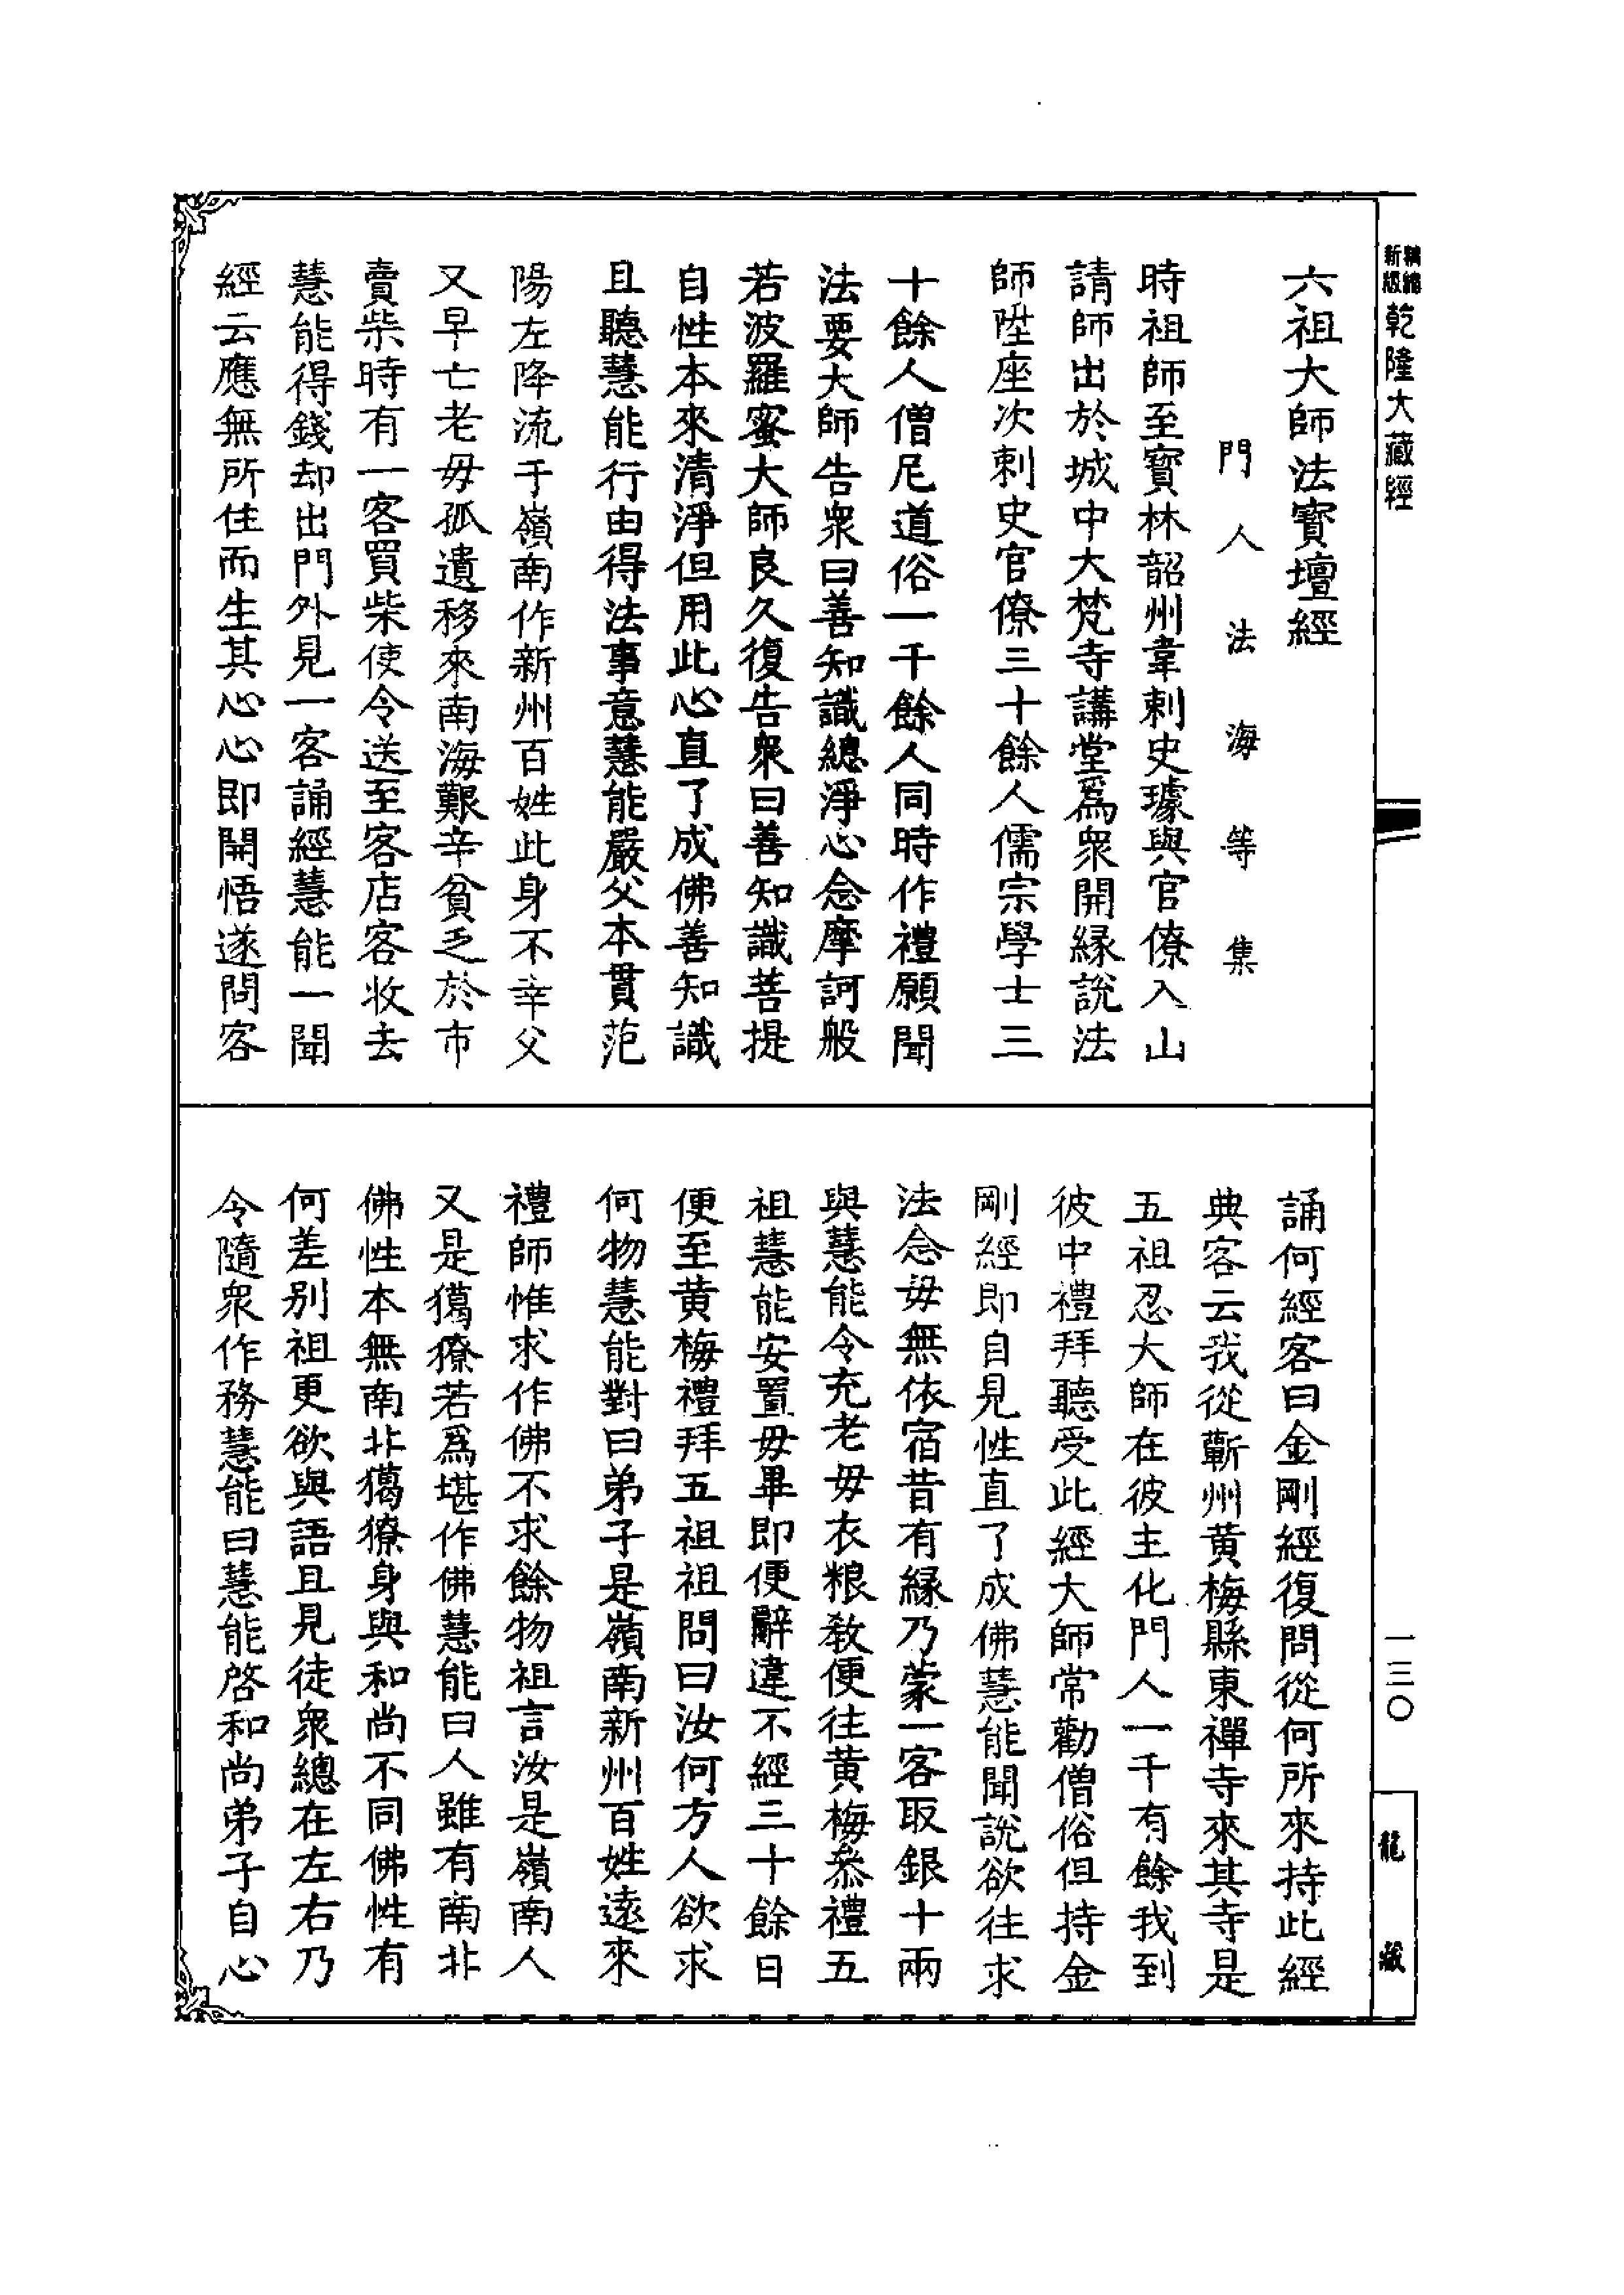 新編縮編乾隆大藏經
六祖大師法寶壇經
門人法海等集
時祖師至寶林韶州韋刺史璩與官僚入山
請師出於城中大梵寺講堂爲衆開緣說法
師陞座次刺史官僚三十餘人儒宗學士三
十餘人僧尼道俗一千餘人同時作禮願聞
法要大師告衆曰善知識總淨心念摩訶般
若波羅蜜大師良久復告衆曰善知識菩提
自性本來清淨但用此心直了成佛善知識
且聽慧能行由得法事意慧能嚴父本貫范
陽左降流于嶺南作新州百姓此身不幸父
又早亡老毋孤遺移來南海艱辛貧乏於市
賣柴時有一客買柴使令送至客店客收去
慧能得錢却出門外見一客誦經慧能一聞
經云應無所住而生其心心即開悟遂問客
誦何經客曰金剛經復問從何所來持此經
典客云我從蘄州黃梅縣東禪寺來其寺是
五祖忍大師在彼主化門人一千有餘我到
彼中禮拜聽受此經大師常勸僧俗但持金
剛經即自見性直了成佛慧能聞說欲往求
法念毋無依宿昔有緣乃蒙一客取銀十兩
與慧能令充老毋衣粮教便往黃梅叅禮五
祖慧能安置毋畢即便辭違不經三十餘日
便至黃梅禮拜五祖祖問曰汝何方人欲求
何物慧能對曰弟子是嶺南新州百姓遠來
禮師惟求作佛不求餘物祖言汝是嶺南人
又是獦獠若爲堪作佛慧能曰人雖有南北
佛性本無南北獦獠身與和尚不同佛性有
何差别祖更欲與語且見徒衆總在左右乃
令隨衆作務慧能曰慧能啓和尚弟子自心
一三〇
龍藏